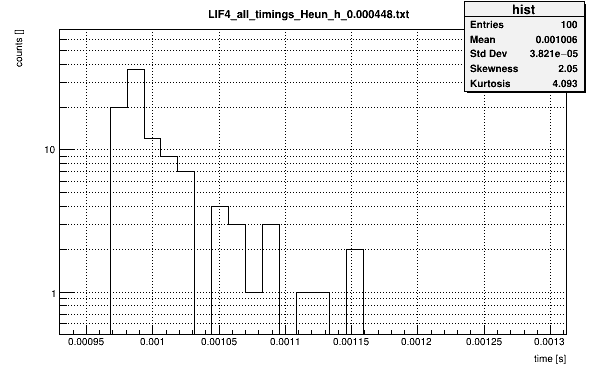 LIF4_all_timings_Heun_h_0.000448.txt
hist
Entries 100
Mean 0.001006
Std Dev 3.821e−05
Skewness 2.05
Kurtosis 4.093
counts []
10
1
0.00095 0.001 0.00105 0.0011 0.00115 0.0012 0.00125 0.0013
time [s]